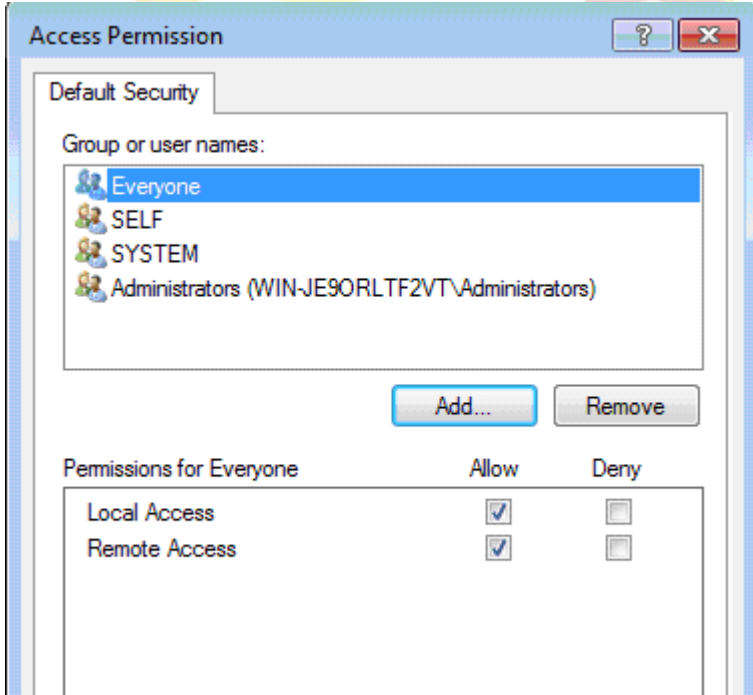 Access Permission
Default Security
Group or user names:
Everyone
SELF
SYSTEM
Administrators (WIN-JE9ORLTF2VT\Administrators)
Add... Remove
Permissions for Everyone Allow Deny
Local Access
Remote Access